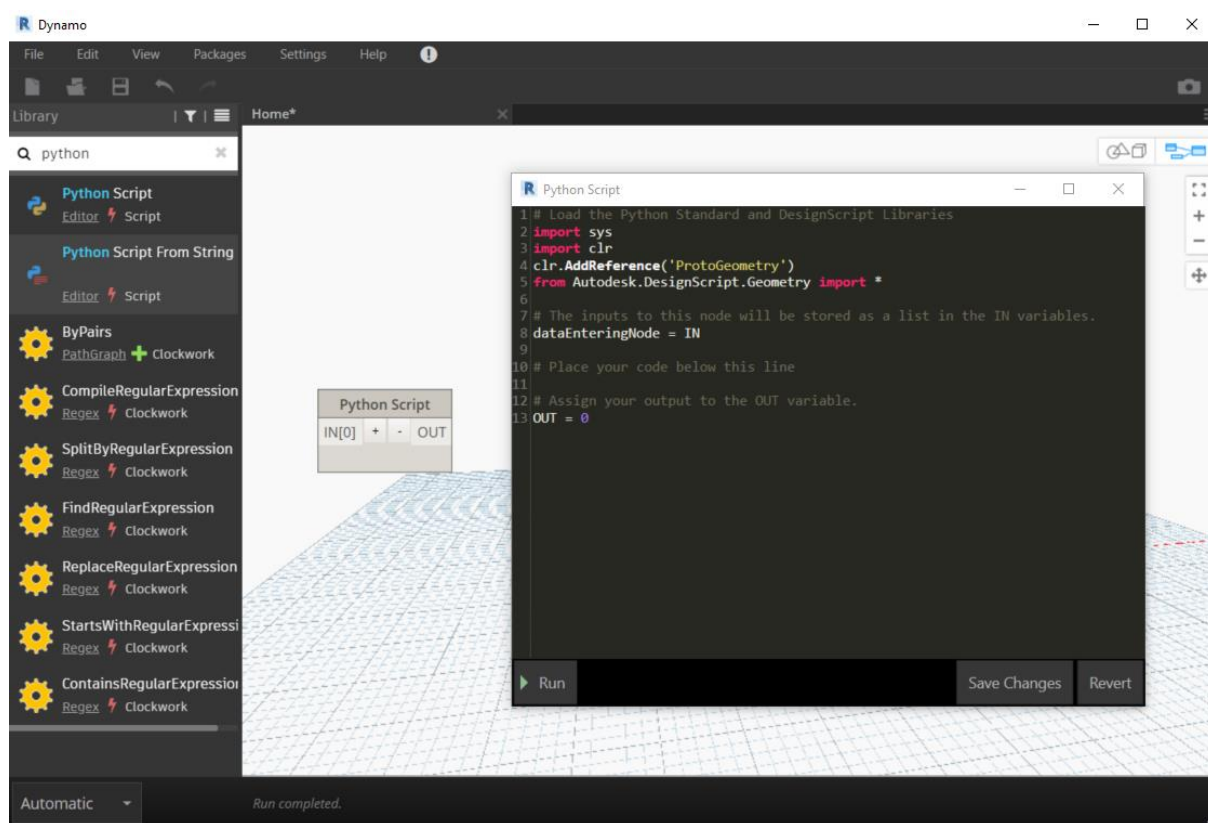 Dynamo
File Edit View Packages Settings Help
Library
Home*
python
Python Script
Editor Script
Python Script From String
Editor Script
ByPairs
PathGraph Clockwork
CompileRegularExpression
Regex Clockwork
SplitByRegularExpression
Regex Clockwork
FindRegularExpression
Regex Clockwork
ReplaceRegularExpression
Regex Clockwork
StartsWithRegularExpressi
Regex Clockwork
ContainsRegularExpression
Regex Clockwork
Python Script
IN[0] + - OUT
Python Script
1 # Load the Python Standard and DesignScript Libraries
2 import sys
3 import clr
4 clr.AddReference('ProtoGeometry')
5 from Autodesk.DesignScript.Geometry import *
6
7 # The inputs to this node will be stored as a list in the IN variables.
8 dataEnteringNode = IN
9
10 # Place your code below this line
11
12 # Assign your output to the OUT variable.
13 OUT = 0
Run Save Changes Revert
Automatic Run completed.